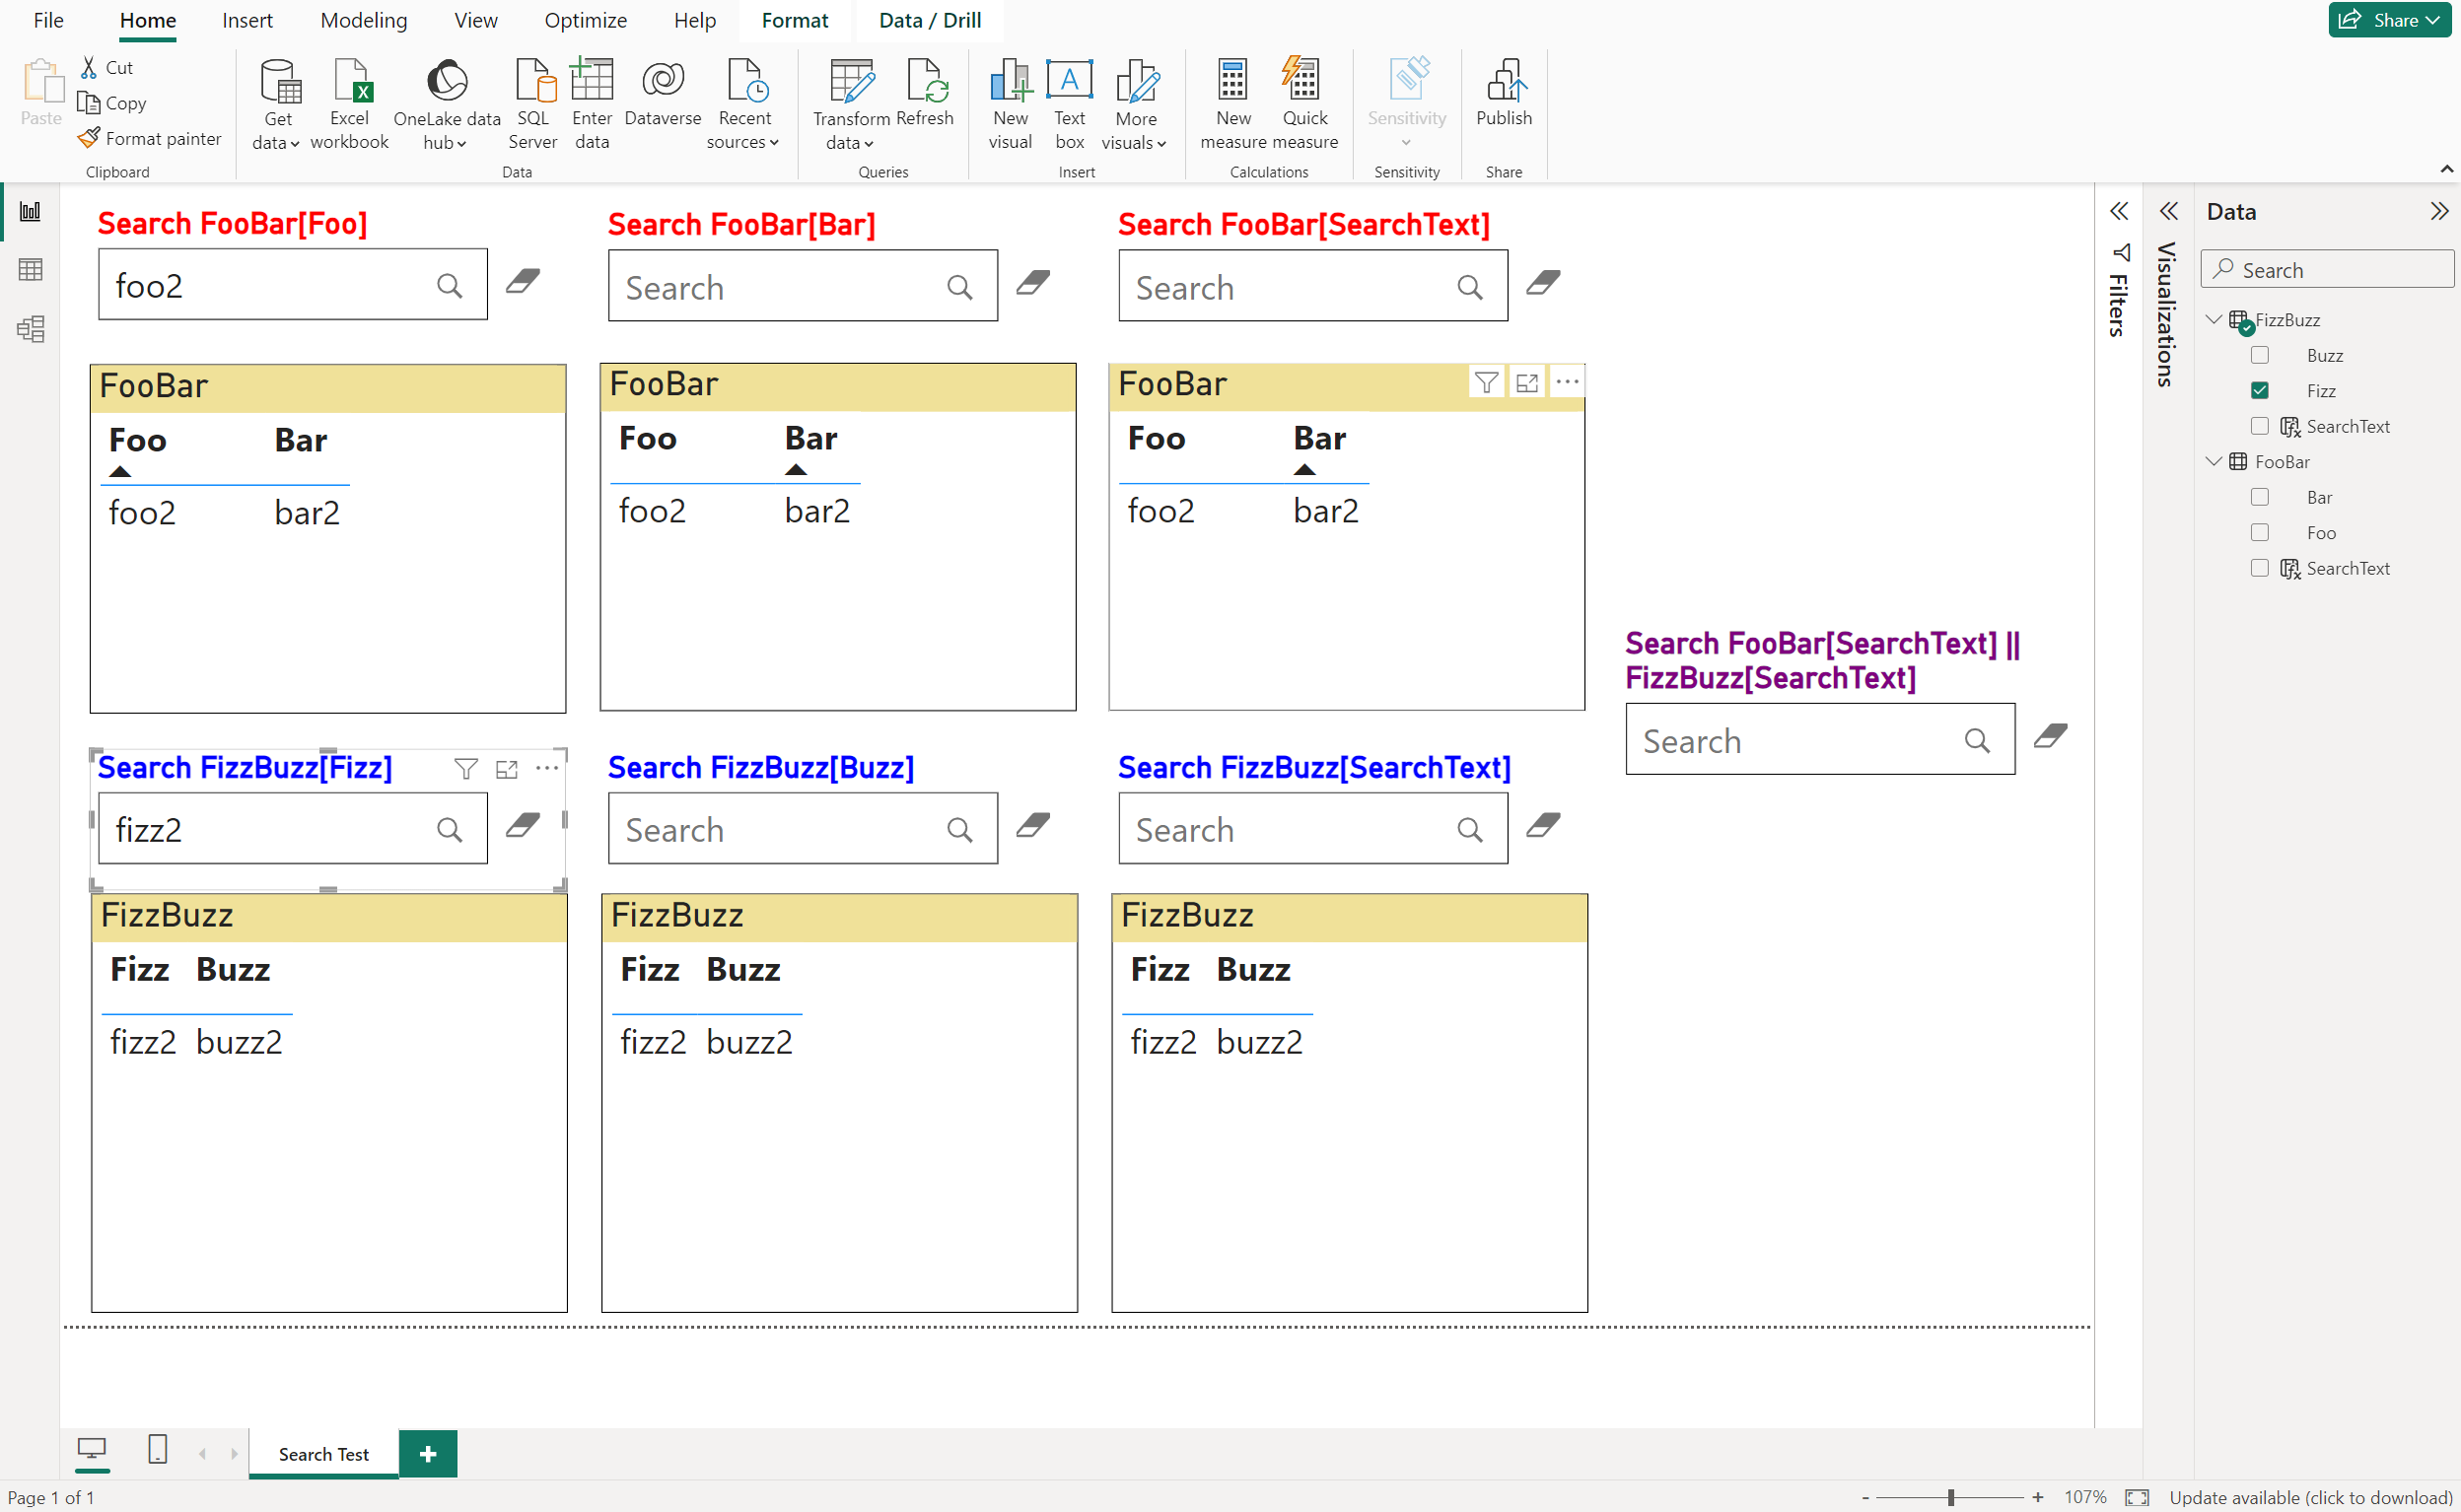 File Home Insert Modeling View Optimize Help Format Data / Drill Share
Paste
Cut
Copy
Format painter
Clipboard
Get data
Excel workbook
OneLake data hub
SQL Server
Enter data
Dataverse
Recent sources
Data
Transform data
Refresh
Queries
New visual
Text box
More visuals
Insert
New measure
Quick measure
Calculations
Sensitivity
Sensitivity
Publish
Share
Search FooBar[Foo]
foo2
Search FooBar[Bar]
Search
Search FooBar[SearchText]
Search
FooBar
Foo Bar
foo2 bar2
FooBar
Foo Bar
foo2 bar2
FooBar
Foo Bar
foo2 bar2
Search FooBar[SearchText] ||
FizzBuzz[SearchText]
Search
Search FizzBuzz[Fizz]
fizz2
Search FizzBuzz[Buzz]
Search
Search FizzBuzz[SearchText]
Search
FizzBuzz
Fizz Buzz
fizz2 buzz2
FizzBuzz
Fizz Buzz
fizz2 buzz2
FizzBuzz
Fizz Buzz
fizz2 buzz2
Filters
Visualizations
Data
Search
FizzBuzz
Buzz
Fizz
SearchText
FooBar
Bar
Foo
SearchText
Search Test
Page 1 of 1
- + 107% Update available (click to download)